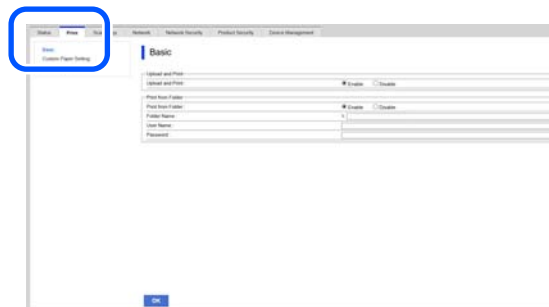 Status Print Network Network Security Product Security Device Management
Basic
Custom Paper Setting
Basic
Upload and Print
Upload and Print : Enable Disable
Print from Folder
Print from Folder : Enable Disable
Folder Name :
User Name :
Password :
OK